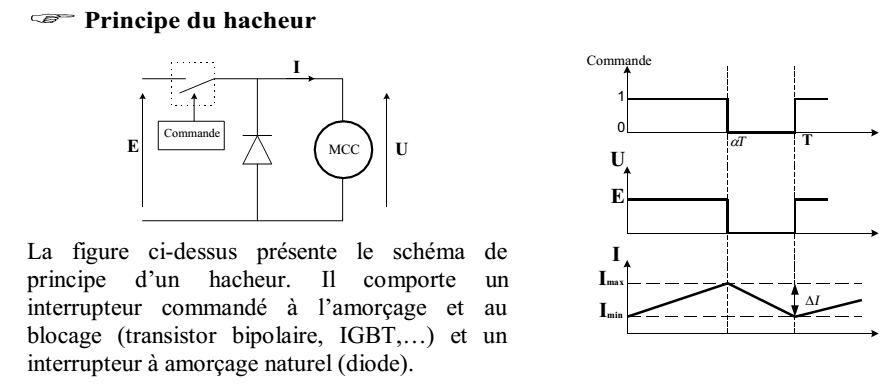 ☞ Principe du hacheur
I
Commande
E
MCC
U
La figure ci-dessus présente le schéma de
principe d’un hacheur. Il comporte un
interrupteur commandé à l’amorçage et au
blocage (transistor bipolaire, IGBT,…) et un
interrupteur à amorçage naturel (diode).
Commande
1
0
αT
T
U
E
I
Imax
ΔI
Imin